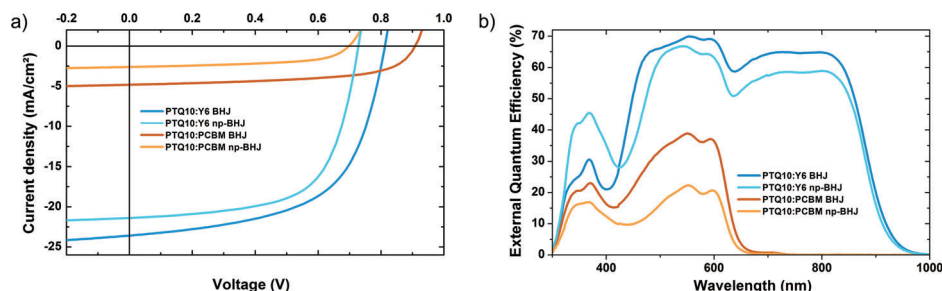 a)
-0.2 0.0 0.2 0.4 0.6 0.8 1.0
0
-5
-10
-15
-20
-25
Current density (mA/cm²)
Voltage (V)
PTQ10:Y6 BHJ
PTQ10:Y6 np-BHJ
PTQ10:PCBM BHJ
PTQ10:PCBM np-BHJ
b)
70
60
50
40
30
20
10
0
External Quantum Efficiency (%)
PTQ10:Y6 BHJ
PTQ10:Y6 np-BHJ
PTQ10:PCBM BHJ
PTQ10:PCBM np-BHJ
400 600 800 1000
Wavelength (nm)